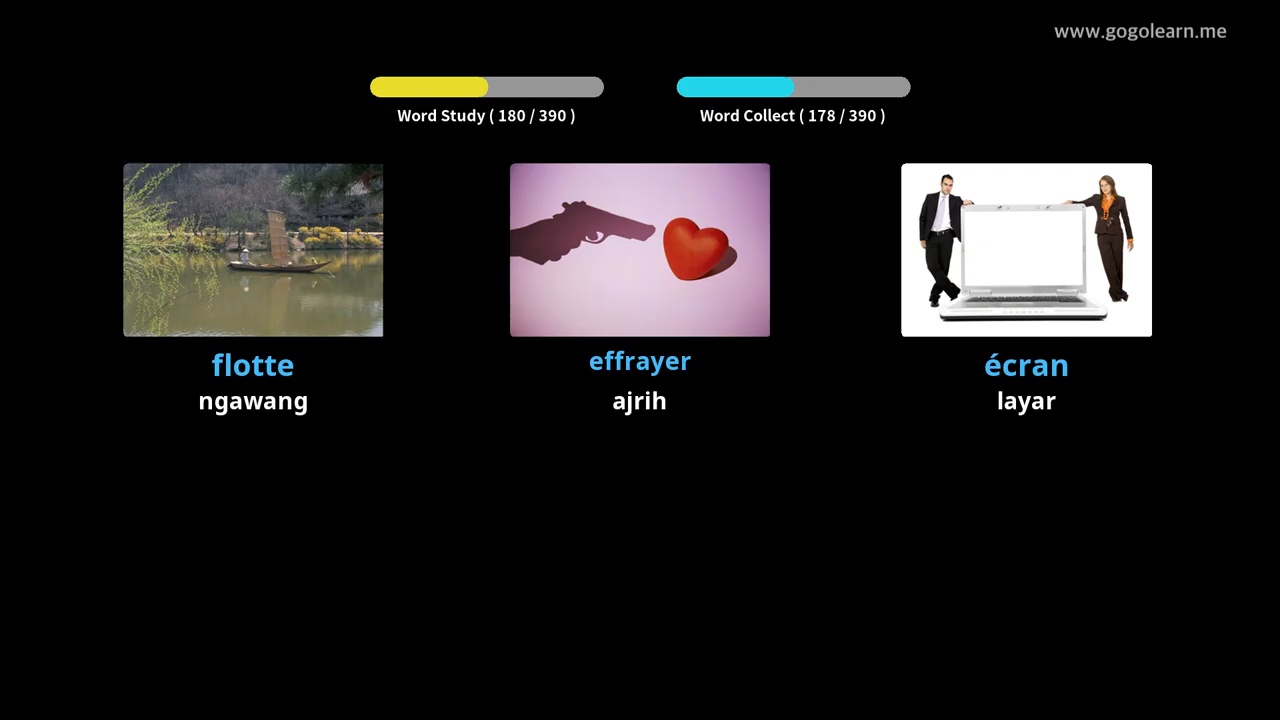 www.gogolearn.me
Word Study ( 180 / 390 )
Word Collect ( 178 / 390 )
flotte
effrayer
écran
ngawang
ajrih
layar